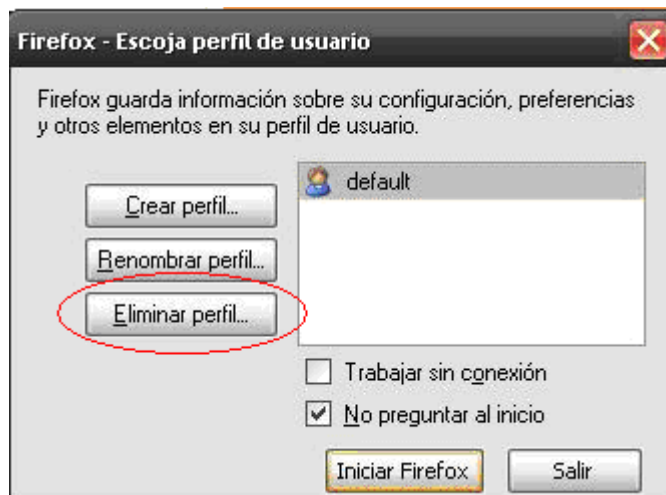 Firefox - Escoja perfil de usuario
Firefox guarda información sobre su configuración, preferencias
y otros elementos en su perfil de usuario.
default
Crear perfil...
Renombrar perfil...
Eliminar perfil...
Trabajar sin conexión
No preguntar al inicio
Iniciar Firefox
Salir